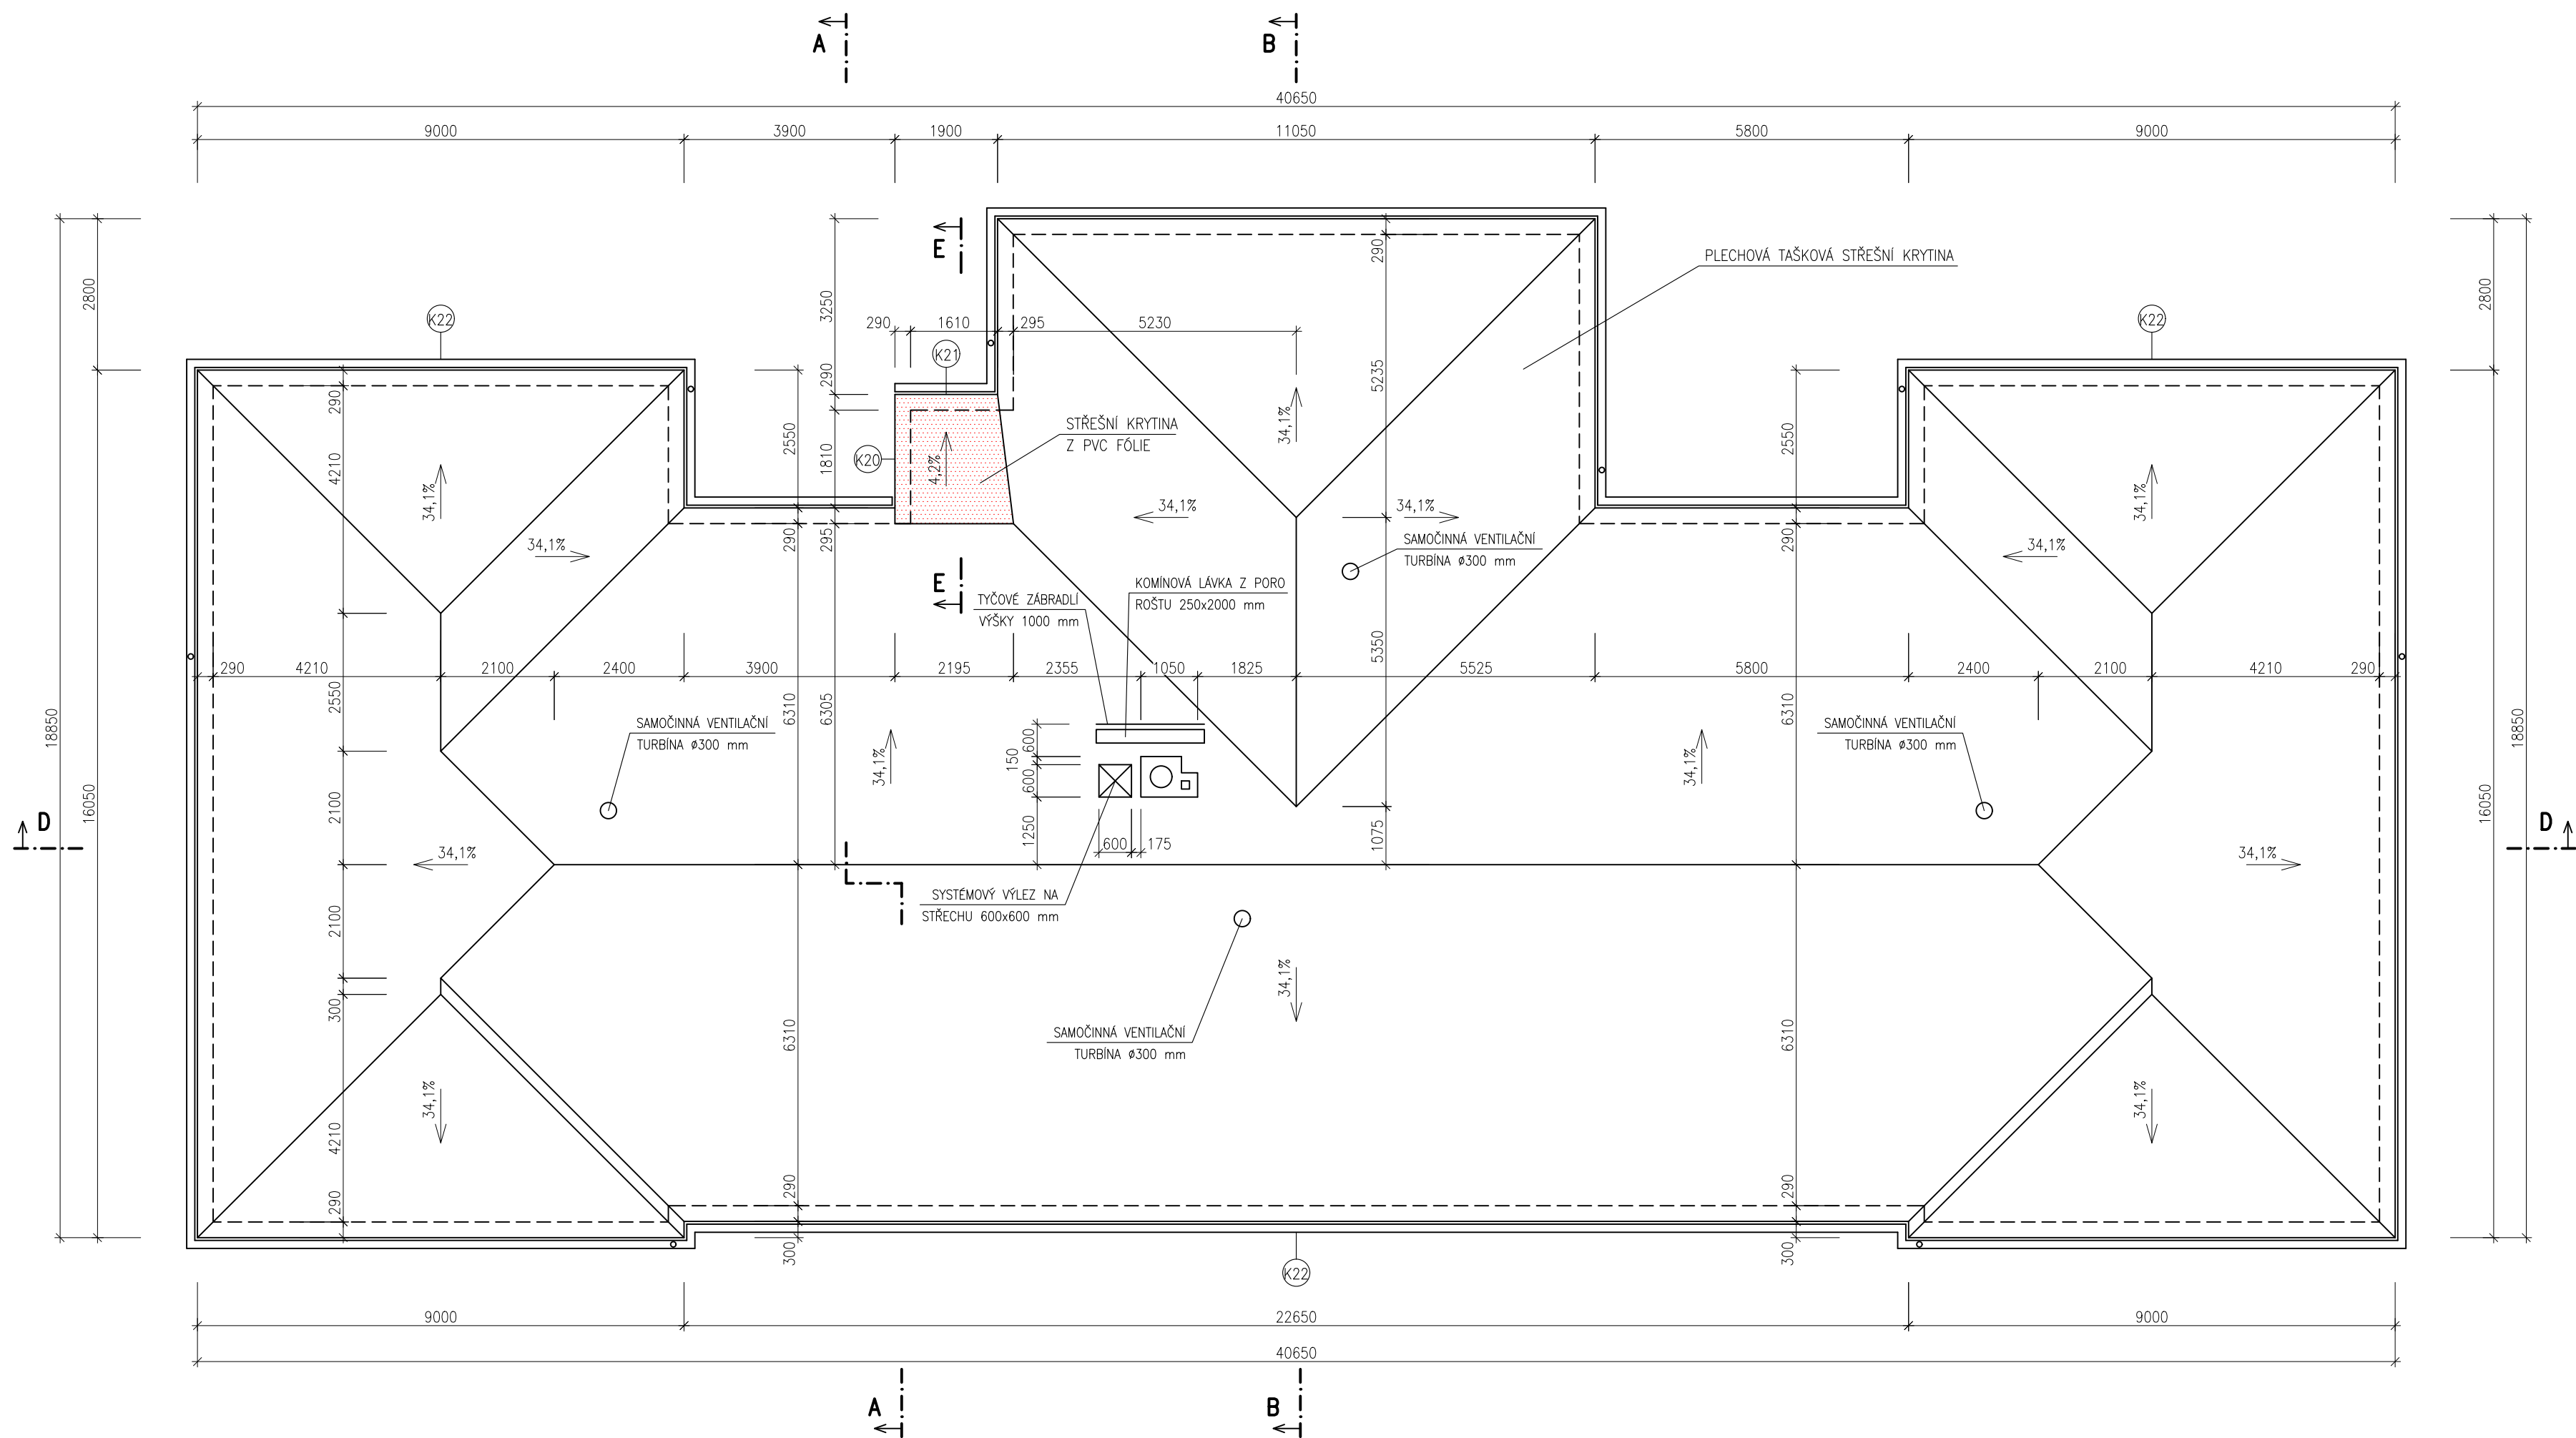 A
B
40650
9000
3900
1900
11050
5800
9000
E
290
PLECHOVÁ TAŠKOVÁ STŘEŠNÍ KRYTINA
18850
2800
16050
3250
290
1810
295
6305
2800
18850
16050
K22
290
1610
295
5230
K22
K21
290
4210
2550
2100
2100
300
4210
290
2550
290
6310
6310
290
300
5235
5350
1075
2550
290
6310
6310
290
300
34,1%
STŘEŠNÍ KRYTINA
Z PVC FÓLIE
K20
4,2%
34,1%
34,1%
34,1%
34,1%
34,1%
34,1%
SAMOČINNÁ VENTILAČNÍ
TURBÍNA ø300 mm
E
TYČOVÉ ZÁBRADLÍ
VÝŠKY 1000 mm
KOMÍNOVÁ LÁVKA Z PORO
ROŠTU 250x2000 mm
290
4210
2100
2400
3900
2195
2355
1050
1825
5525
5800
2400
2100
4210
290
SAMOČINNÁ VENTILAČNÍ
TURBÍNA ø300 mm
34,1%
600
150
600
1250
34,1%
SAMOČINNÁ VENTILAČNÍ
TURBÍNA ø300 mm
D
D
34,1%
600
175
34,1%
SYSTÉMOVÝ VÝLEZ NA
STŘECHU 600x600 mm
34,1%
SAMOČINNÁ VENTILAČNÍ
TURBÍNA ø300 mm
34,1%
34,1%
K22
9000
22650
9000
40650
A
B